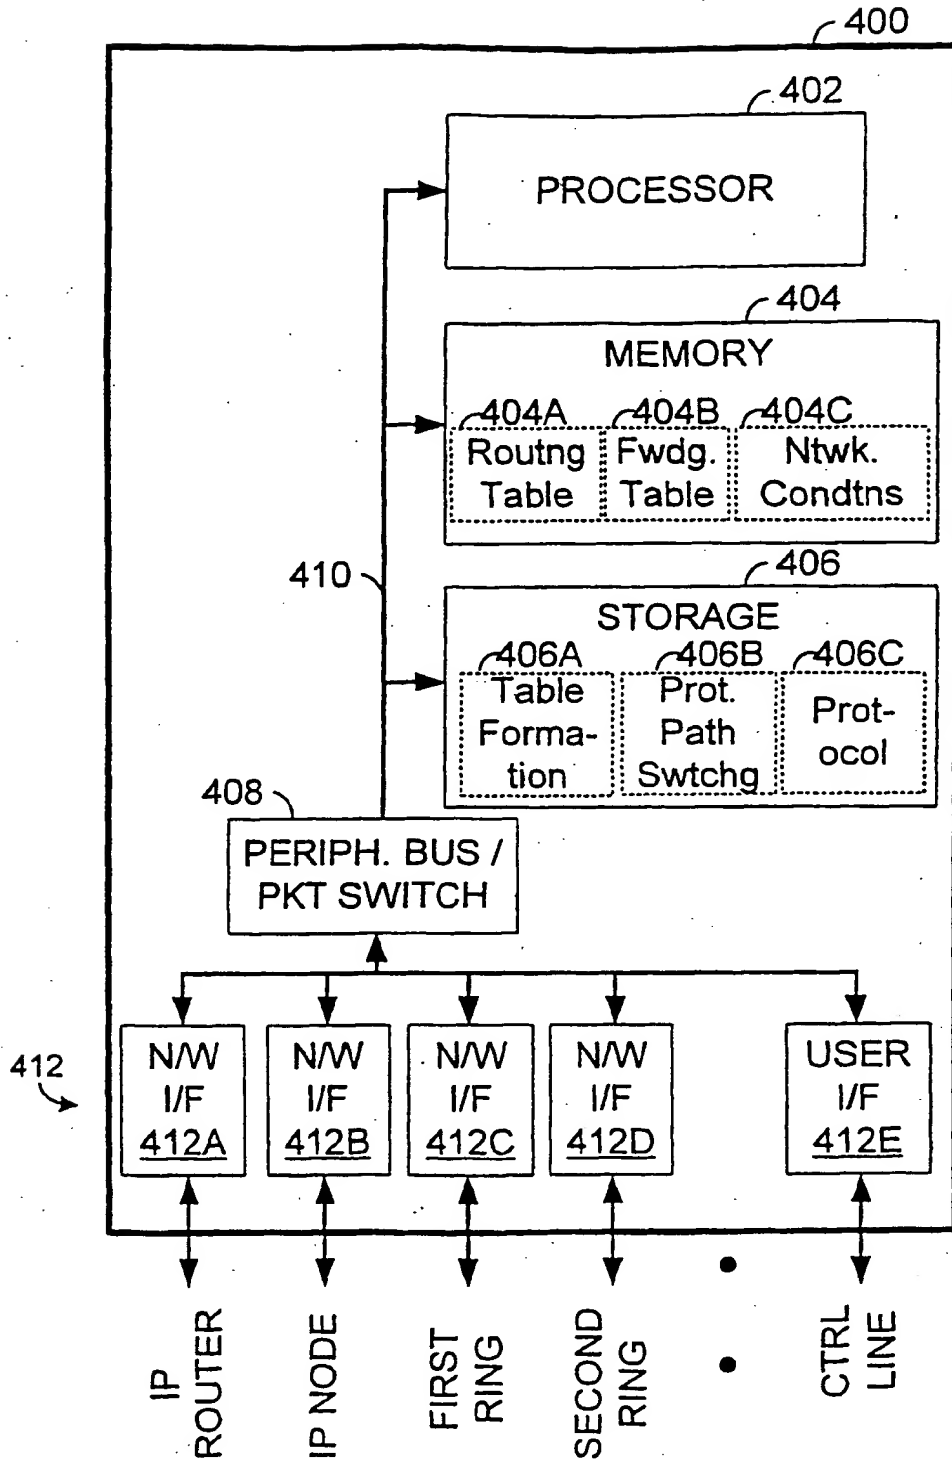 400
402
PROCESSOR
404
MEMORY
404A 404B 404C
Routng Fwdg. Ntwk.
Table Table Condtns
410
406
STORAGE
406A 406B 406C
Table Prot. Prot-
Forma- Path ocol
tion Swtchg
408
PERIPH. BUS /
PKT SWITCH
412
N/W N/W N/W N/W USER
I/F I/F I/F I/F I/F
412A 412B 412C 412D 412E
IP
ROUTER
IP NODE
FIRST
RING
SECOND
RING
CTRL
LINE